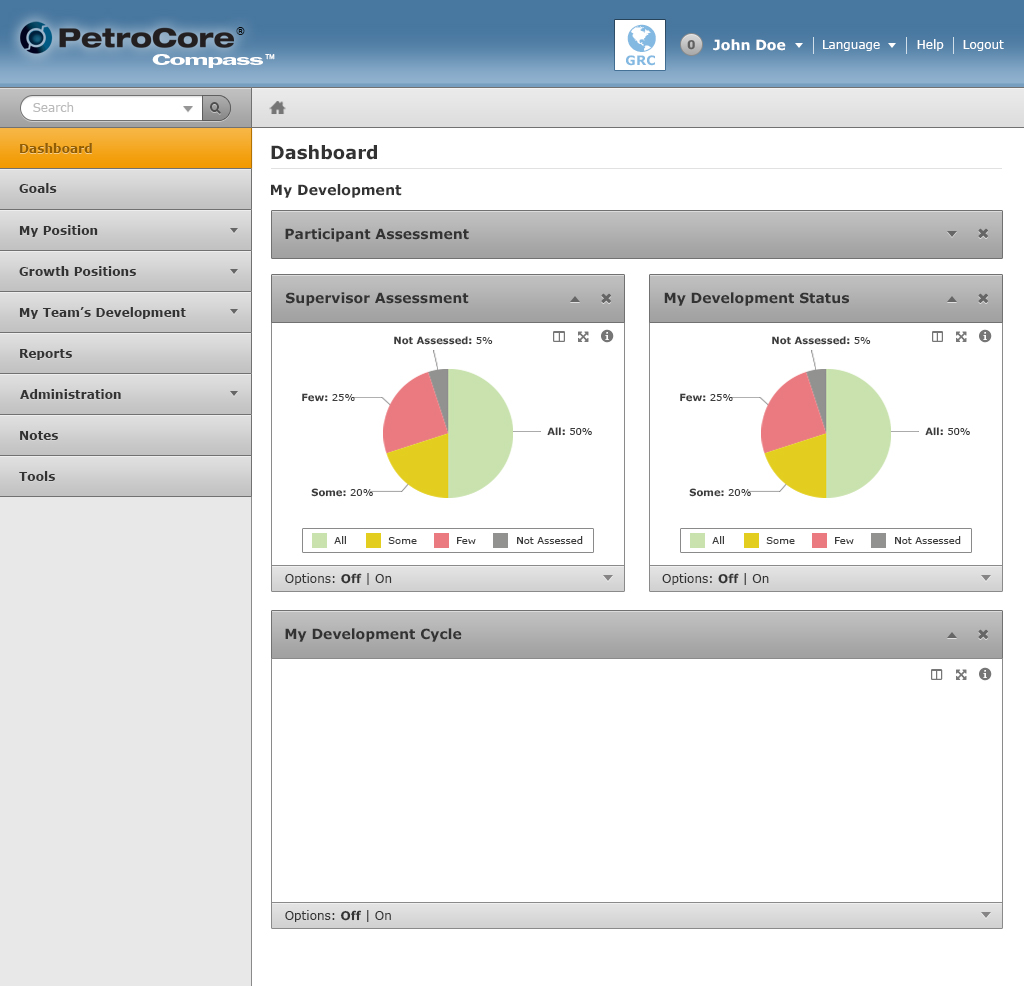 PetroCore®
Compass™
GRC
0 John Doe Language Help Logout
Search
Dashboard
Goals
My Position
Growth Positions
My Team’s Development
Reports
Administration
Notes
Tools
Dashboard
My Development
Participant Assessment
Supervisor Assessment
Not Assessed: 5%
Few: 25%
All: 50%
Some: 20%
All Some Few Not Assessed
Options: Off | On
My Development Status
Not Assessed: 5%
Few: 25%
All: 50%
Some: 20%
All Some Few Not Assessed
Options: Off | On
My Development Cycle
Options: Off | On